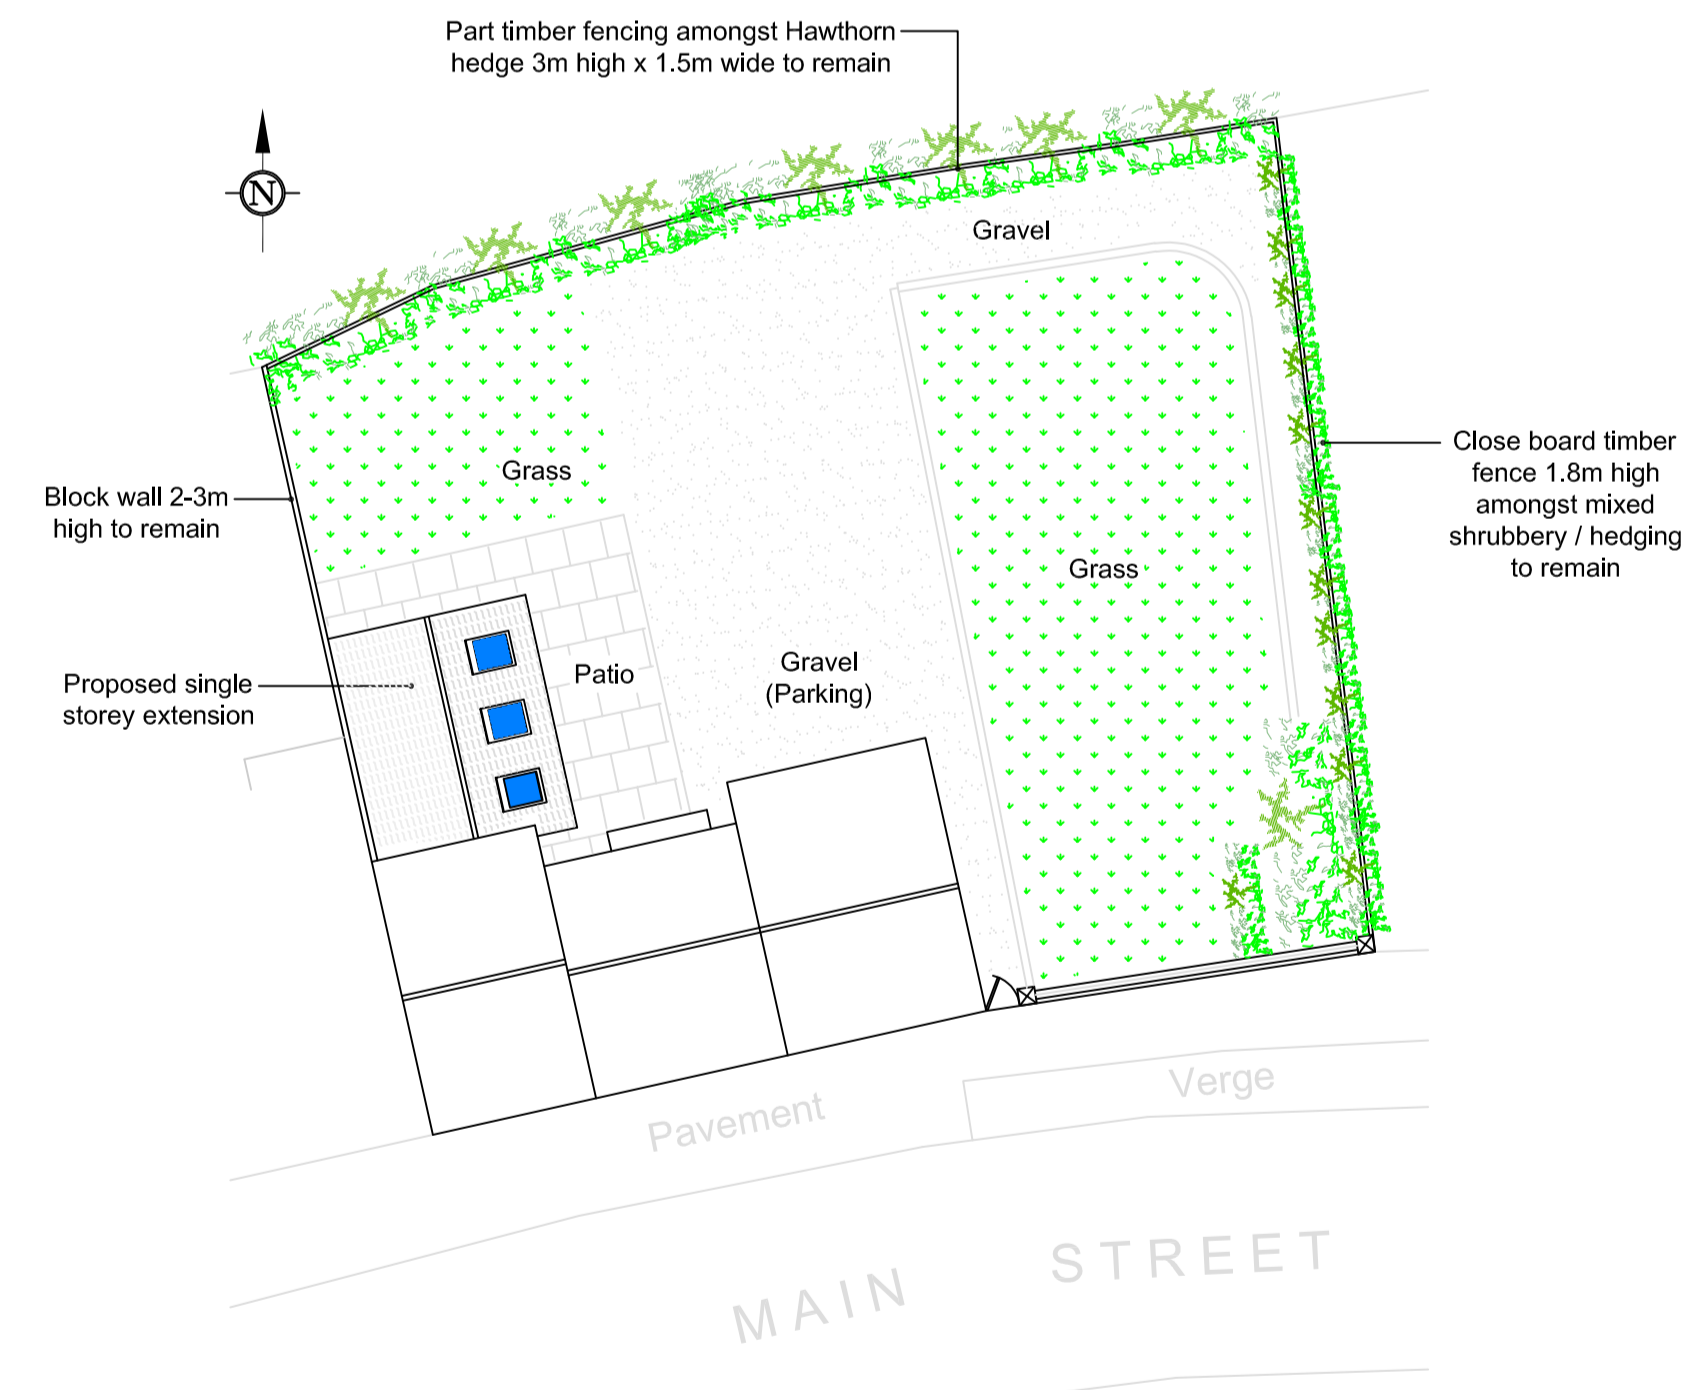 Part timber fencing amongst Hawthorn
hedge 3m high x 1.5m wide to remain
N
Gravel
Close board timber
fence 1.8m high
amongst mixed
shrubbery / hedging
to remain
Grass
Block wall 2-3m
high to remain
Grass
Proposed single
storey extension
Patio
Gravel
(Parking)
Verge
Pavement
MAIN STREET